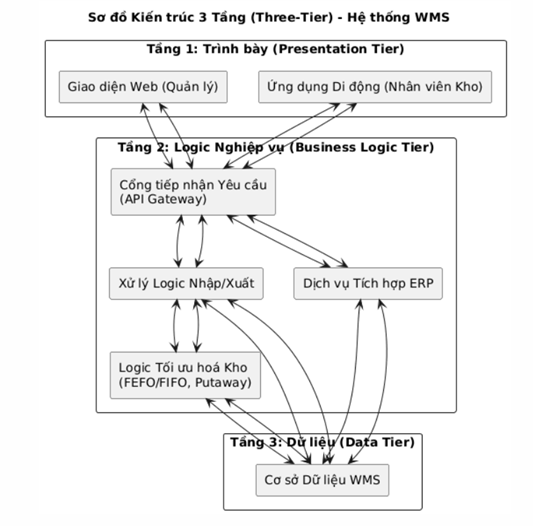 Sơ đồ Kiến trúc 3 Tầng (Three-Tier) - Hệ thống WMS
Tầng 1: Trình bày (Presentation Tier)
Giao diện Web (Quản lý)
Ứng dụng Di động (Nhân viên Kho)
Tầng 2: Logic Nghiệp vụ (Business Logic Tier)
Cổng tiếp nhận Yêu cầu
(API Gateway)
Xử lý Logic Nhập/Xuất
Dịch vụ Tích hợp ERP
Logic Tối ưu hoá Kho
(FEFO/FIFO, Putaway)
Tầng 3: Dữ liệu (Data Tier)
Cơ sở Dữ liệu WMS